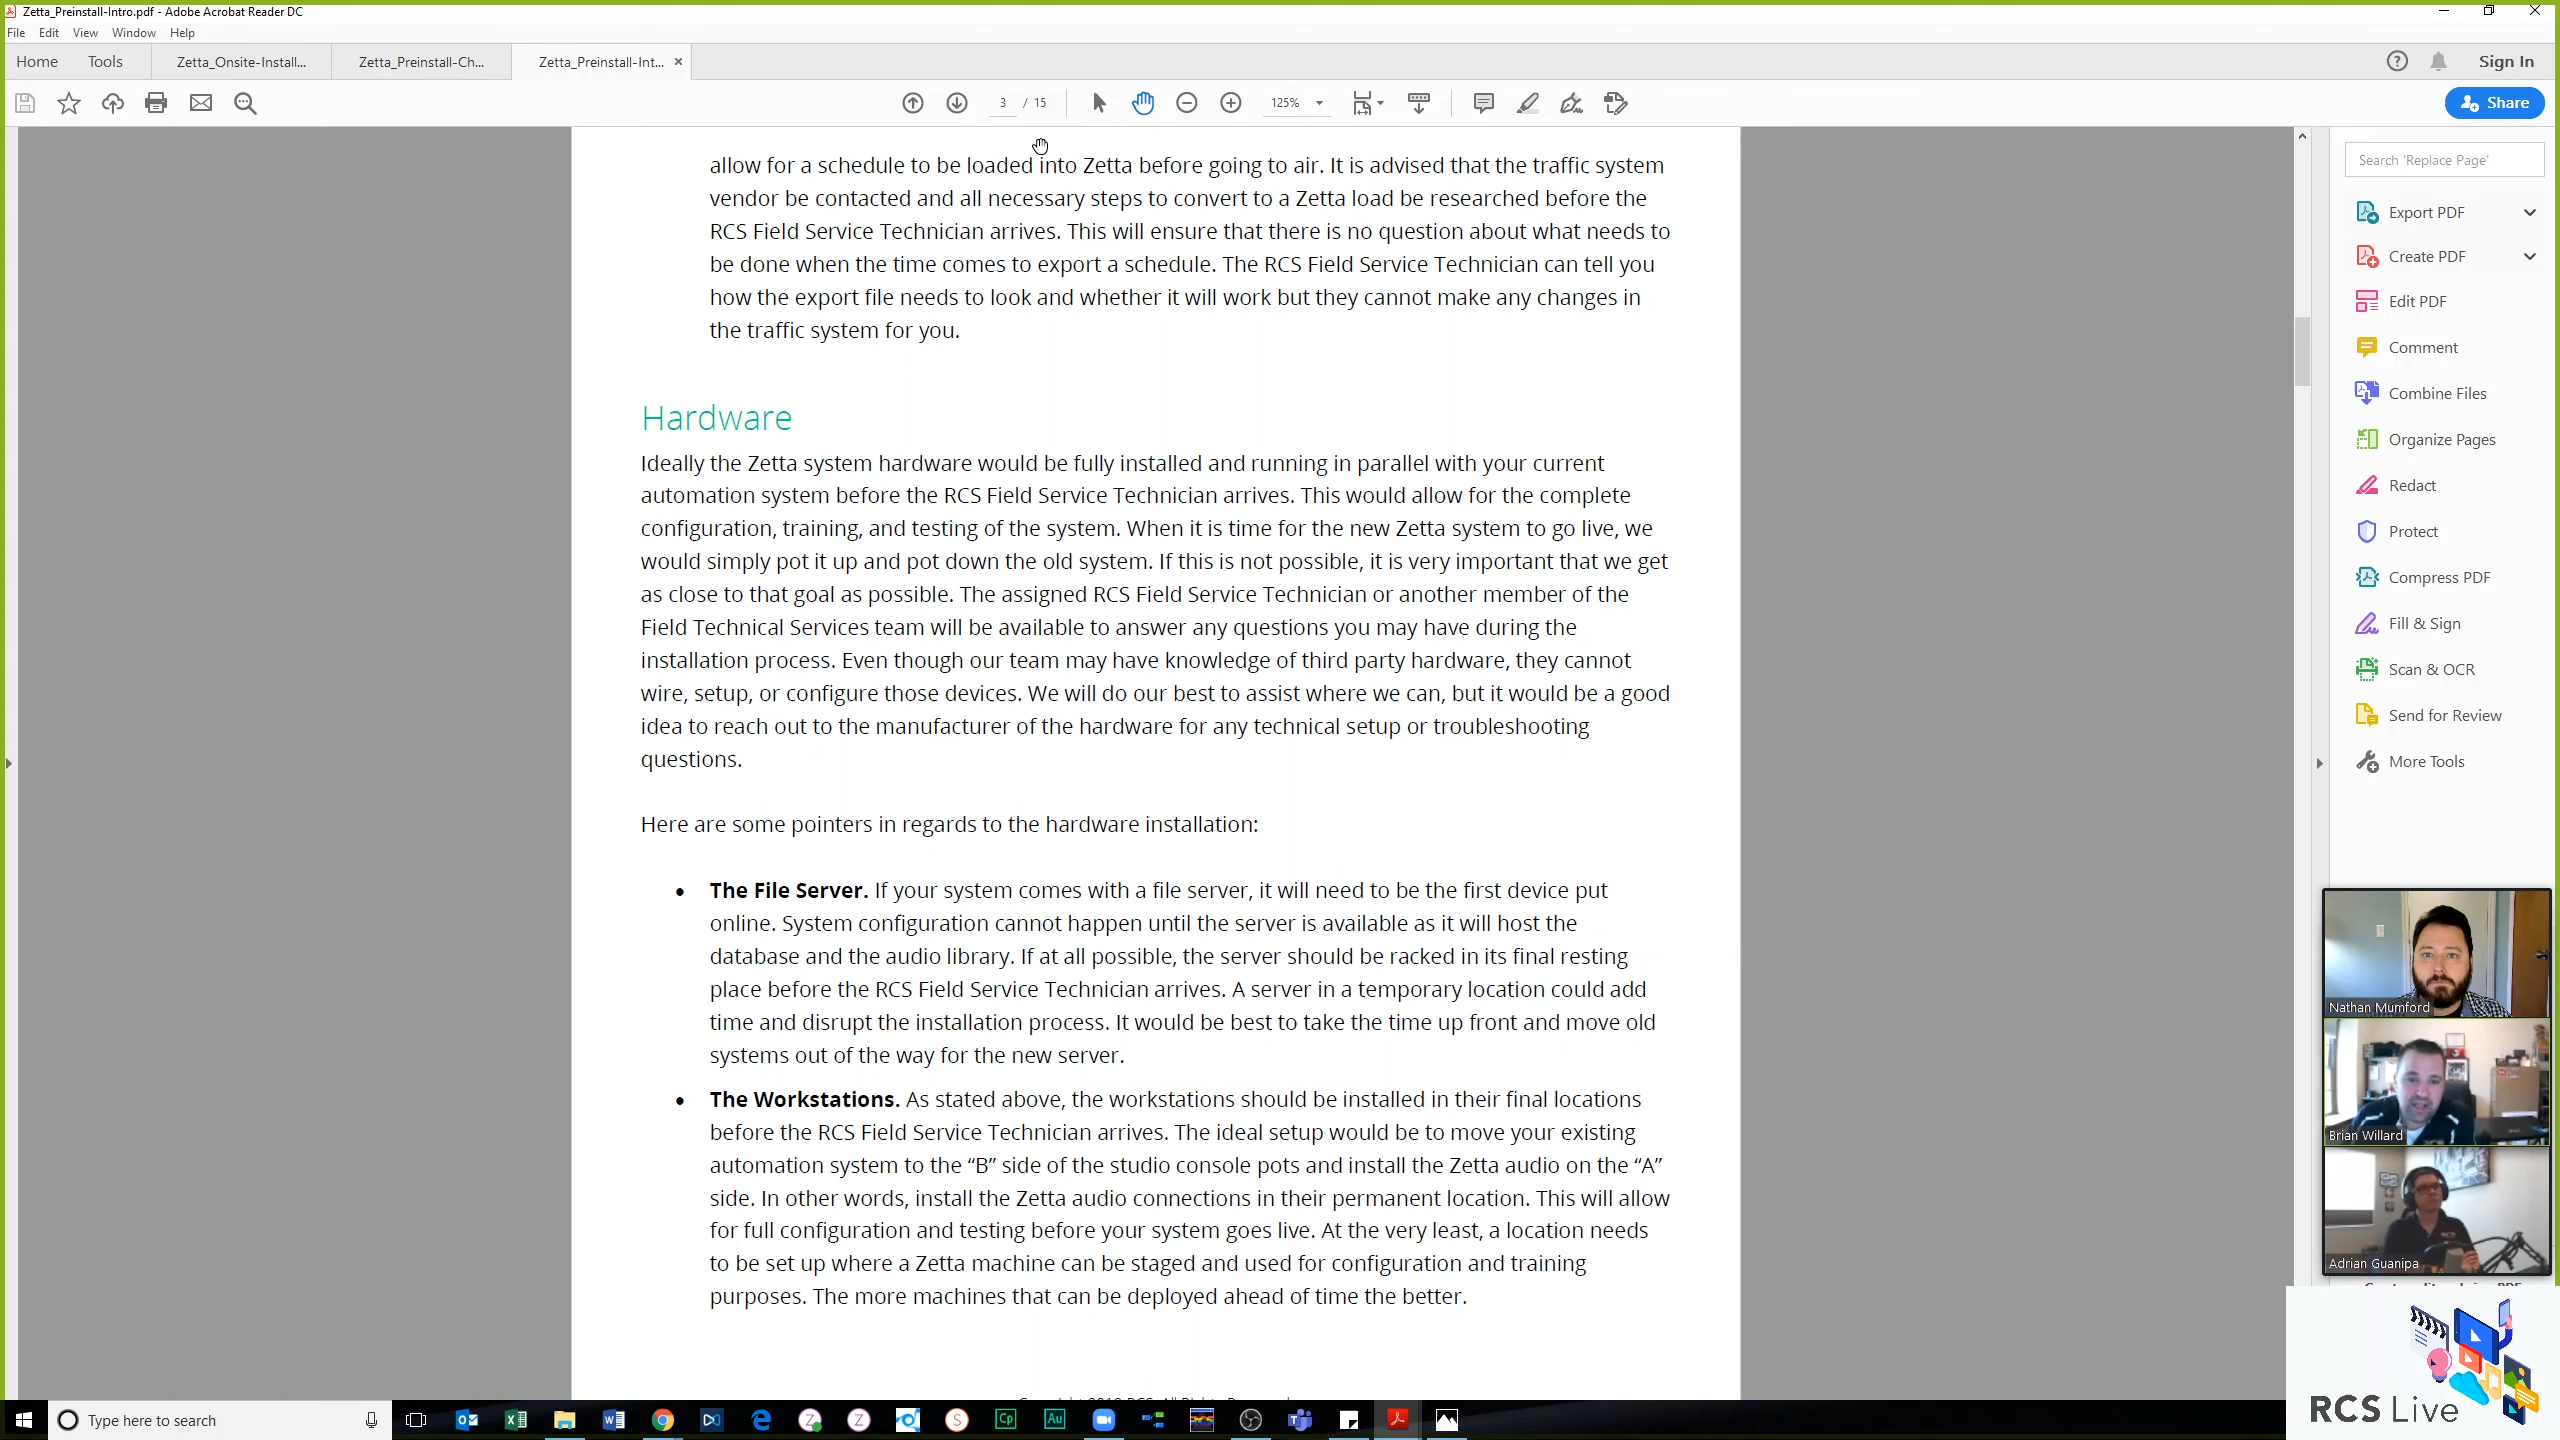 Zetta_Preinstall-Intro.pdf - Adobe Acrobat Reader DC
File Edit View Window Help
Home Tools Zetta_Onsite-Install... Zetta_Preinstall-Ch... Zetta_Preinstall-Int... Sign In
3 / 15 125% Share
Search 'Replace Page'
Export PDF
Create PDF
Edit PDF
Comment
Combine Files
Organize Pages
Redact
Protect
Compress PDF
Fill & Sign
Scan & OCR
Send for Review
More Tools
allow for a schedule to be loaded into Zetta before going to air. It is advised that the traffic system
vendor be contacted and all necessary steps to convert to a Zetta load be researched before the
RCS Field Service Technician arrives. This will ensure that there is no question about what needs to
be done when the time comes to export a schedule. The RCS Field Service Technician can tell you
how the export file needs to look and whether it will work but they cannot make any changes in
the traffic system for you.
Hardware
Ideally the Zetta system hardware would be fully installed and running in parallel with your current
automation system before the RCS Field Service Technician arrives. This would allow for the complete
configuration, training, and testing of the system. When it is time for the new Zetta system to go live, we
would simply pot it up and pot down the old system. If this is not possible, it is very important that we get
as close to that goal as possible. The assigned RCS Field Service Technician or another member of the
Field Technical Services team will be available to answer any questions you may have during the
installation process. Even though our team may have knowledge of third party hardware, they cannot
wire, setup, or configure those devices. We will do our best to assist where we can, but it would be a good
idea to reach out to the manufacturer of the hardware for any technical setup or troubleshooting
questions.
Here are some pointers in regards to the hardware installation:
• The File Server. If your system comes with a file server, it will need to be the first device put
online. System configuration cannot happen until the server is available as it will host the
database and the audio library. If at all possible, the server should be racked in its final resting
place before the RCS Field Service Technician arrives. A server in a temporary location could add
time and disrupt the installation process. It would be best to take the time up front and move old
systems out of the way for the new server.
• The Workstations. As stated above, the workstations should be installed in their final locations
before the RCS Field Service Technician arrives. The ideal setup would be to move your existing
automation system to the “B” side of the studio console pots and install the Zetta audio on the “A”
side. In other words, install the Zetta audio connections in their permanent location. This will allow
for full configuration and testing before your system goes live. At the very least, a location needs
to be set up where a Zetta machine can be staged and used for configuration and training
purposes. The more machines that can be deployed ahead of time the better.
Nathan Mumford
Brian Willard
Adrian Guanipa
RCS Live
Type here to search